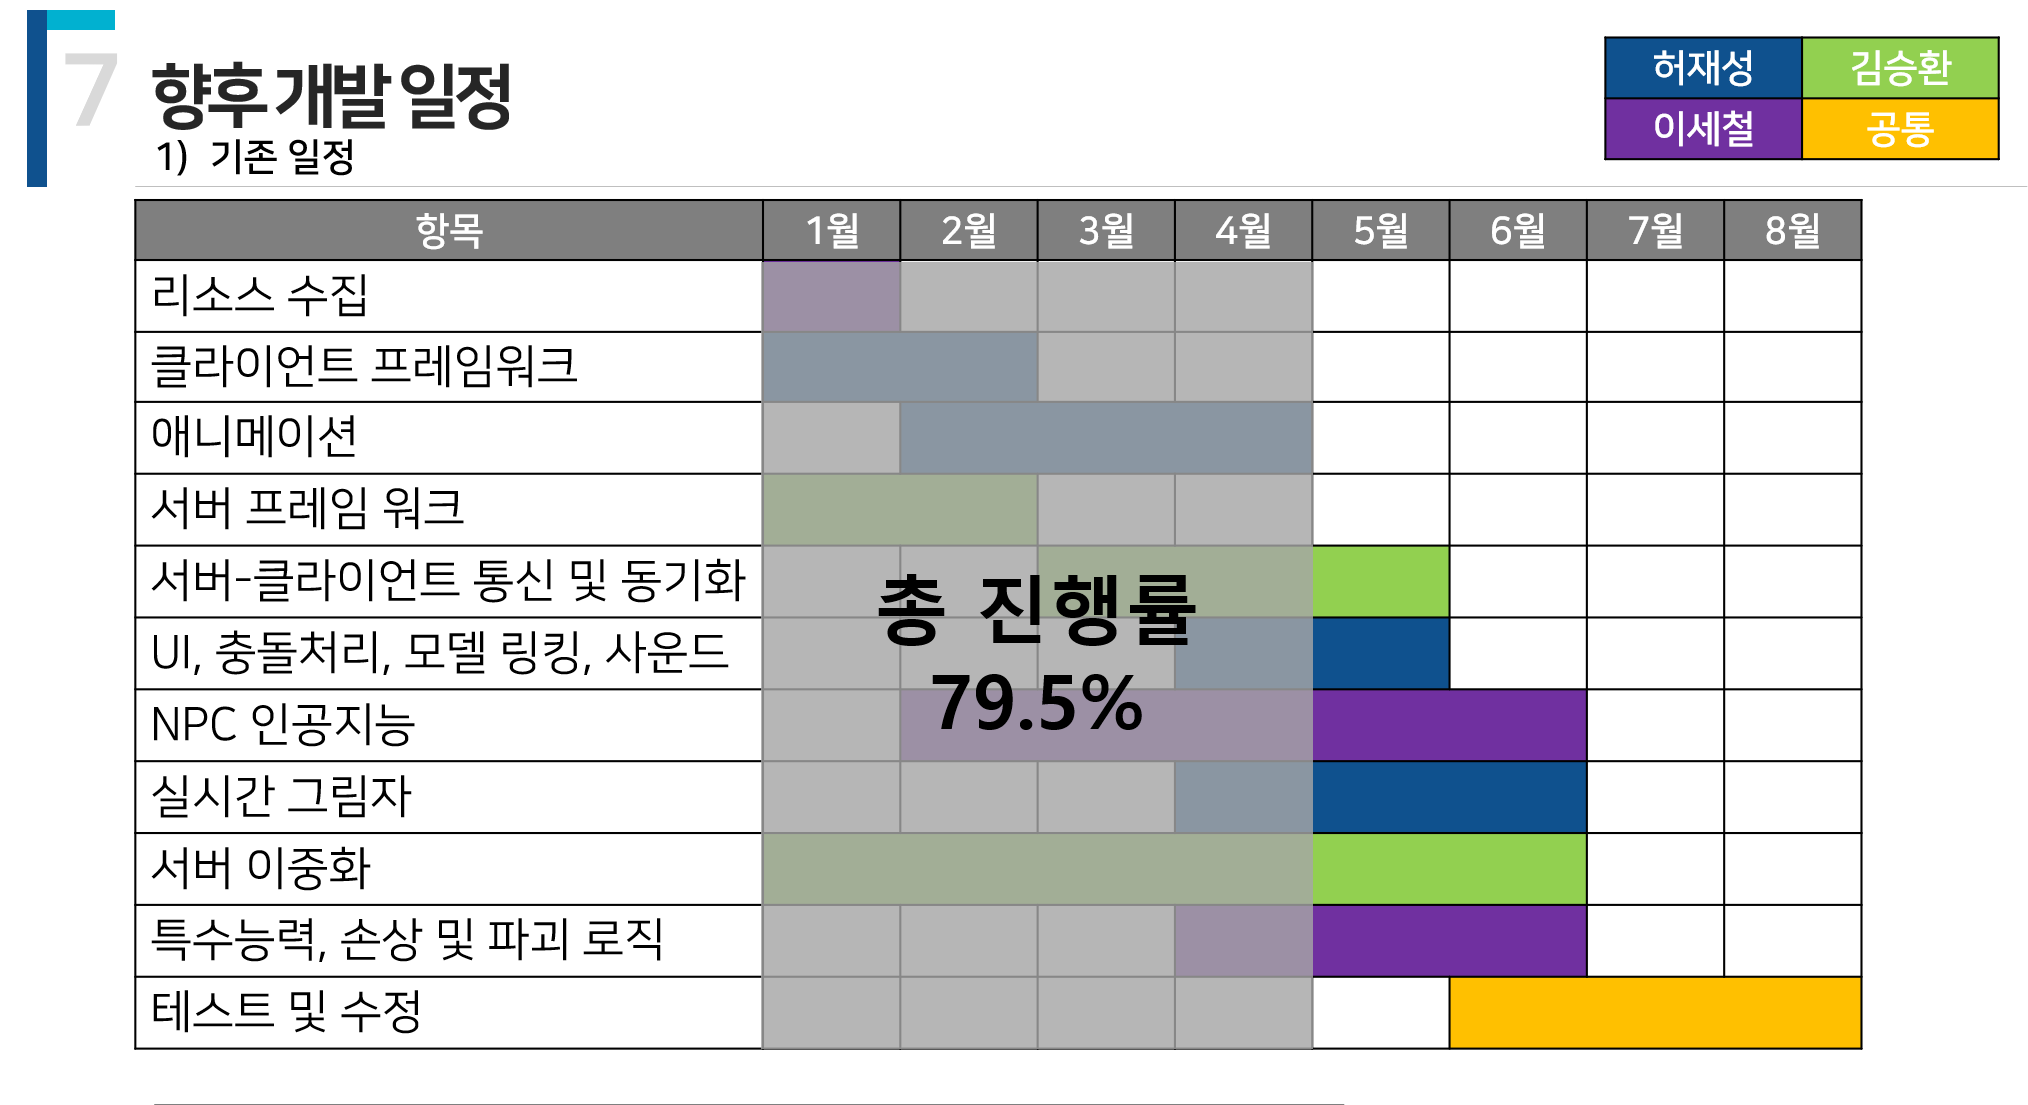 7 향후 개발 일정
1) 기존 일정
허재성 김승환
이세철 공통
항목 1월 2월 3월 4월 5월 6월 7월 8월
리소스 수집
클라이언트 프레임워크
애니메이션
서버 프레임 워크
서버-클라이언트 통신 및 동기화
UI, 충돌처리, 모델 링킹, 사운드
NPC 인공지능
실시간 그림자
서버 이중화
특수능력, 손상 및 파괴 로직
테스트 및 수정
총 진행률
79.5%